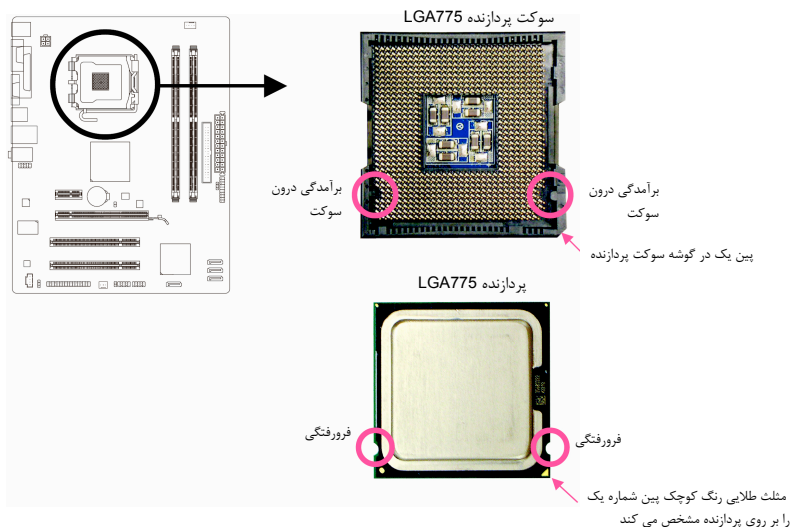 سوکت پردازنده LGA775
برآمدگی درون
سوکت
برآمدگی درون
سوکت
پین یک در گوشه سوکت پردازنده
پردازنده LGA775
فرورفتگی
فرورفتگی
مثلث طلایی رنگ کوچک پین شماره یک
را بر روی پردازنده مشخص می کند